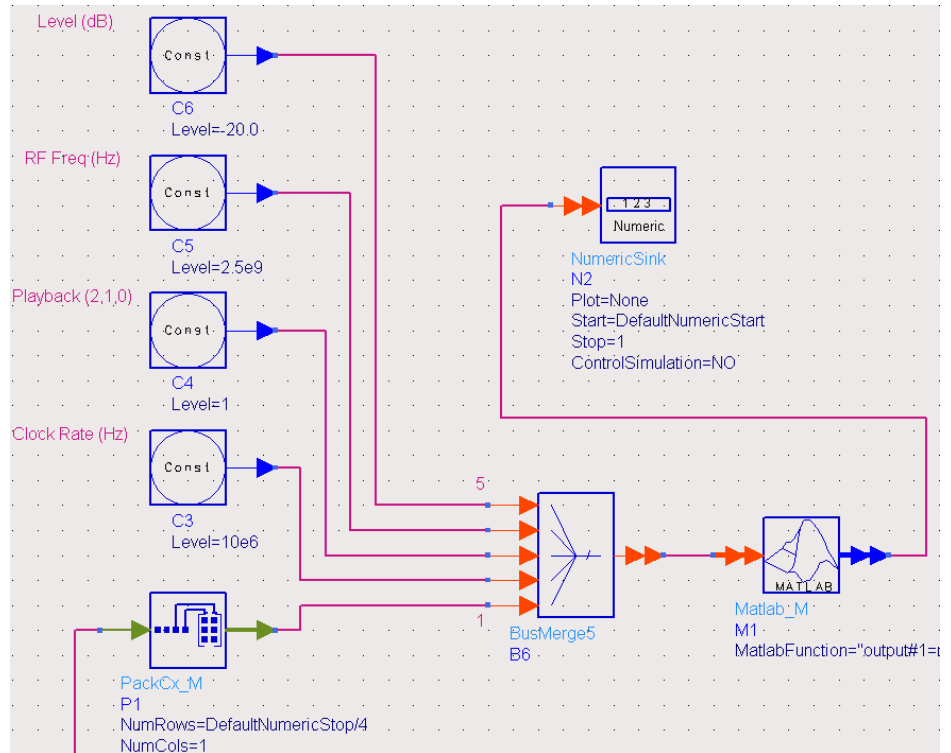 Level (dB)
Const
C6
Level=-20.0
RF Freq (Hz)
Const
C5
Level=2.5e9
Playback (2,1,0)
Const
C4
Level=1
Clock Rate (Hz)
Const
C3
Level=10e6
PackCx_M
P1
NumRows=DefaultNumericStop/4
NumCols=1
5
1
BusMerge5
B6
1 2 3
Numeric
NumericSink
N2
Plot=None
Start=DefaultNumericStart
Stop=1
ControlSimulation=NO
MATLAB
Matlab_M
M1
MatlabFunction="output#1=